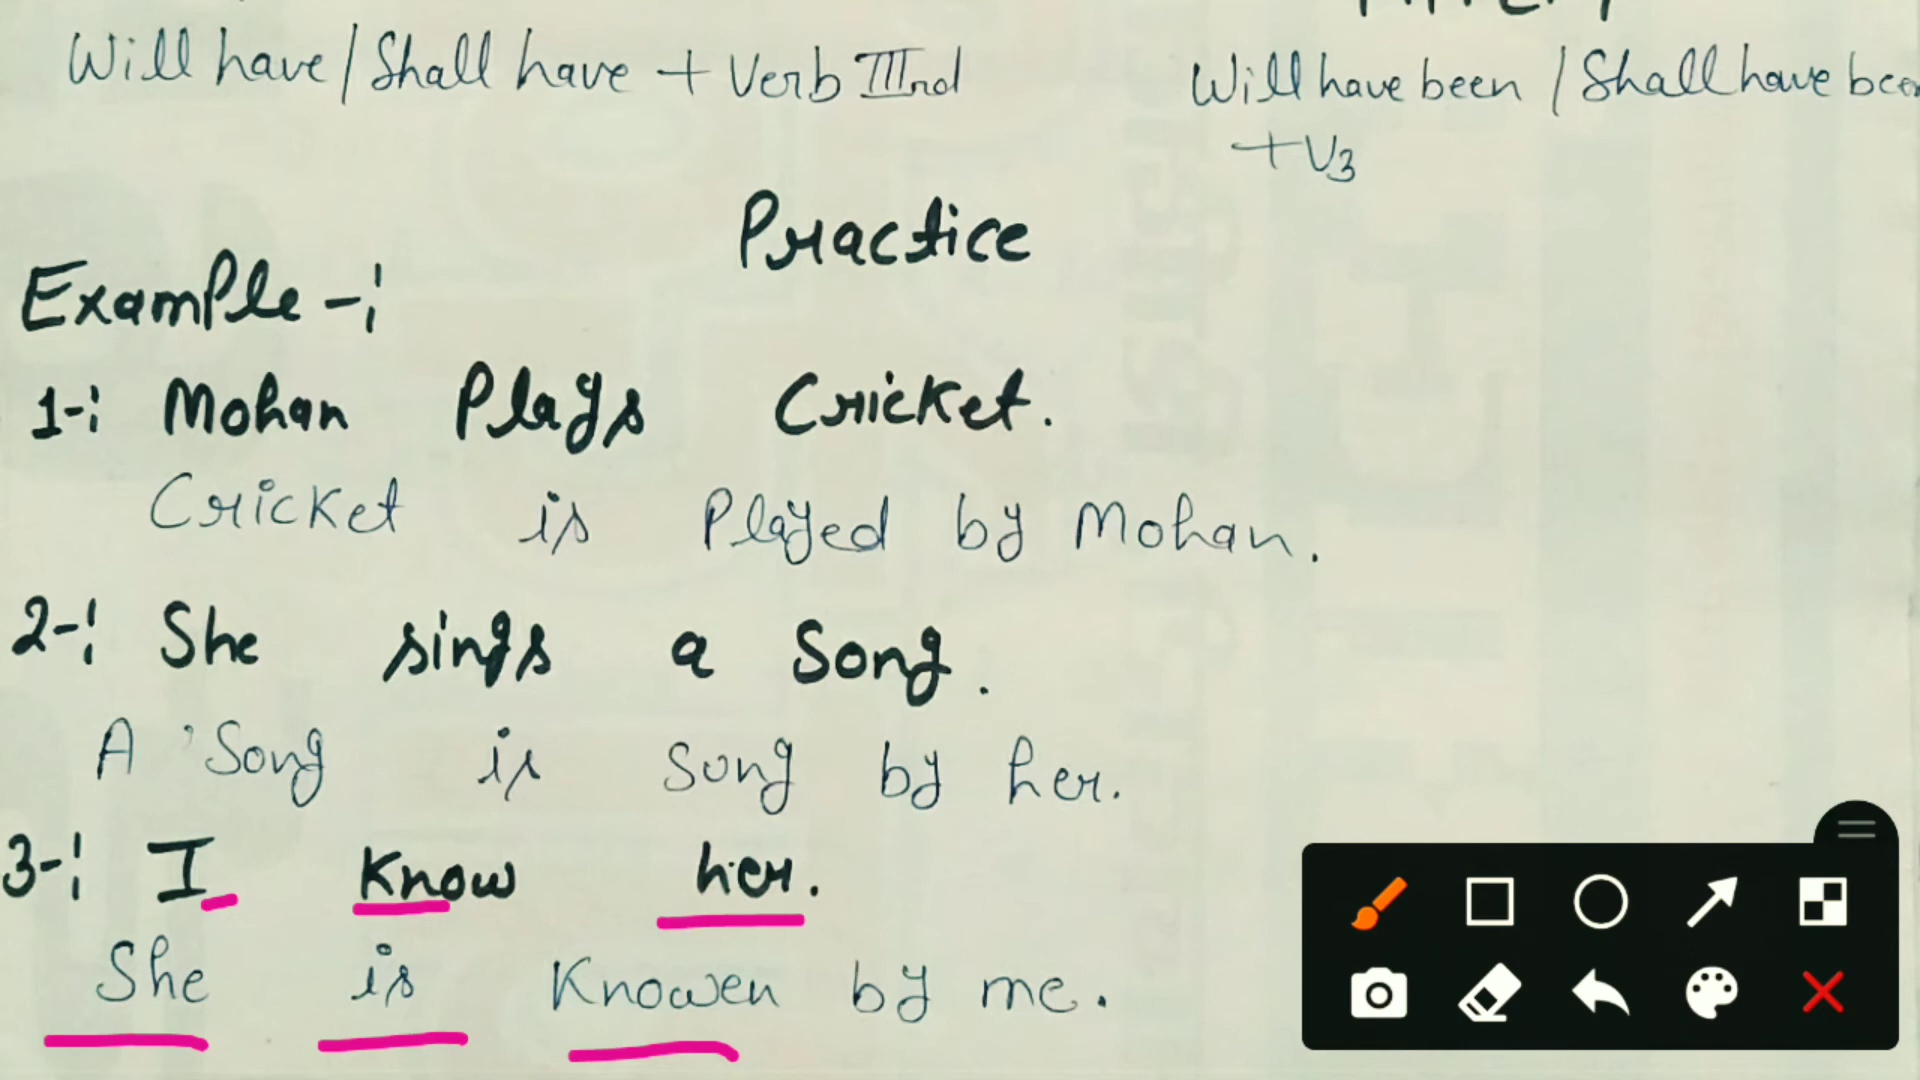 Will have / Shall have + Verb IIIrd
Will have been / Shall have been
+ V3
Practice
Example -:
1-: Mohan Plays Cricket.
Cricket is Played by Mohan.
2-: She sings a Song.
A Song is Sung by her.
3-: I Know her.
She is Knowen by me.